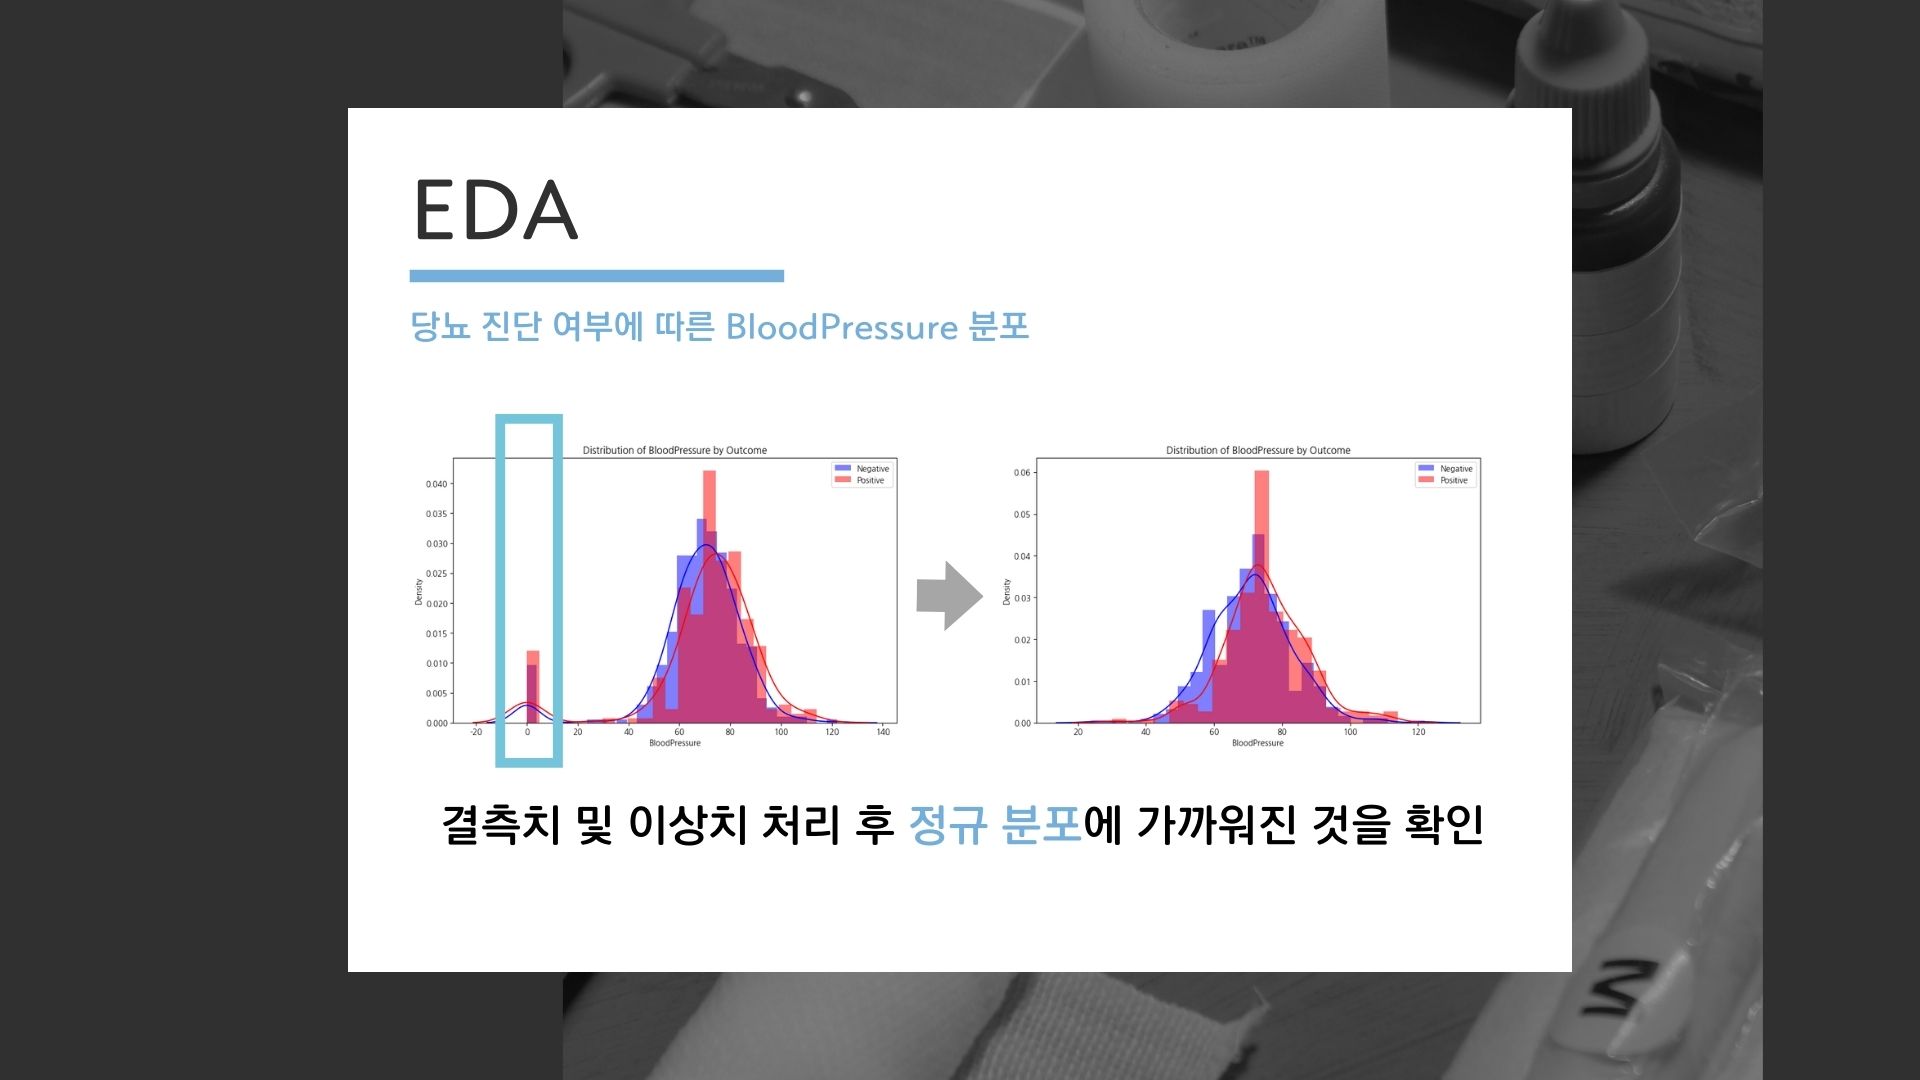 EDA
당뇨 진단 여부에 따른 BloodPressure 분포
Distribution of BloodPressure by Outcome
Negative
Positive
0.040
0.035
0.030
0.025
0.020
0.015
0.010
0.005
0.000
Density
-20 0 20 40 60 80 100 120 140
BloodPressure
Distribution of BloodPressure by Outcome
Negative
Positive
0.06
0.05
0.04
0.03
0.02
0.01
0.00
Density
20 40 60 80 100 120
BloodPressure
결측치 및 이상치 처리 후 정규 분포에 가까워진 것을 확인
M